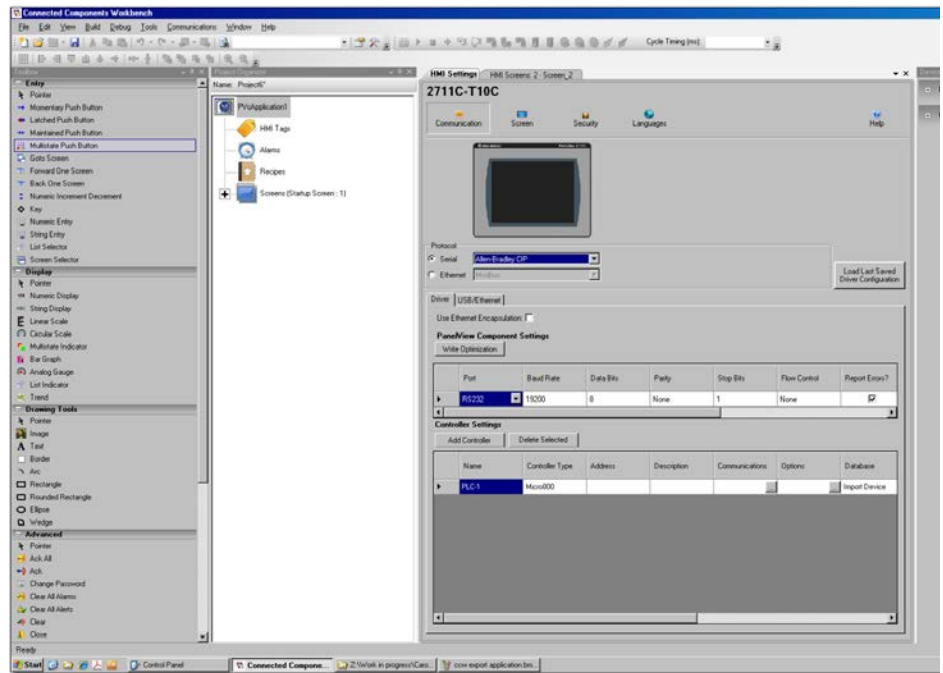 Connected Components Workbench
File Edit View Build Debug Tools Communications Window Help
Cycle Timing (ms):
Toolbox
Project Organizer
HMI Settings
HMI Screens: 2 - Screen_2
Name: Project6*
2711C-T10C
Communication
Screen
Security
Languages
Help
PVcApplication1
HMI Tags
Alarms
Recipes
Screens (Startup Screen : 1)
Entry
Pointer
Momentary Push Button
Latched Push Button
Maintained Push Button
Multistate Push Button
Goto Screen
Forward One Screen
Back One Screen
Numeric Increment Decrement
Key
Numeric Entry
String Entry
List Selector
Screen Selector
Display
Pointer
Numeric Display
String Display
Linear Scale
Circular Scale
Multistate Indicator
Bar Graph
Analog Gauge
List Indicator
Trend
Drawing Tools
Pointer
Image
Text
Border
Arc
Rectangle
Rounded Rectangle
Ellipse
Wedge
Advanced
Pointer
Ack All
Ack
Change Password
Clear All Alarms
Clear All Alerts
Clear
Close
Protocol
Serial
Allen-Bradley CIP
Ethernet
Modbus
Load Last Saved
Driver Configuration
Driver
USB/Ethernet
Use Ethernet Encapsulation:
PanelView Component Settings
Write Optimization
Port Baud Rate Data Bits Parity Stop Bits Flow Control Report Errors?
RS232 19200 8 None 1 None
Controller Settings
Add Controller
Delete Selected
Name Controller Type Address Description Communications Options Database
PLC-1 Micro800 Import Device
Ready
Start
Control Panel
Connected Compone...
Z:\Work in progress\Caro...
ccw export application.bm...